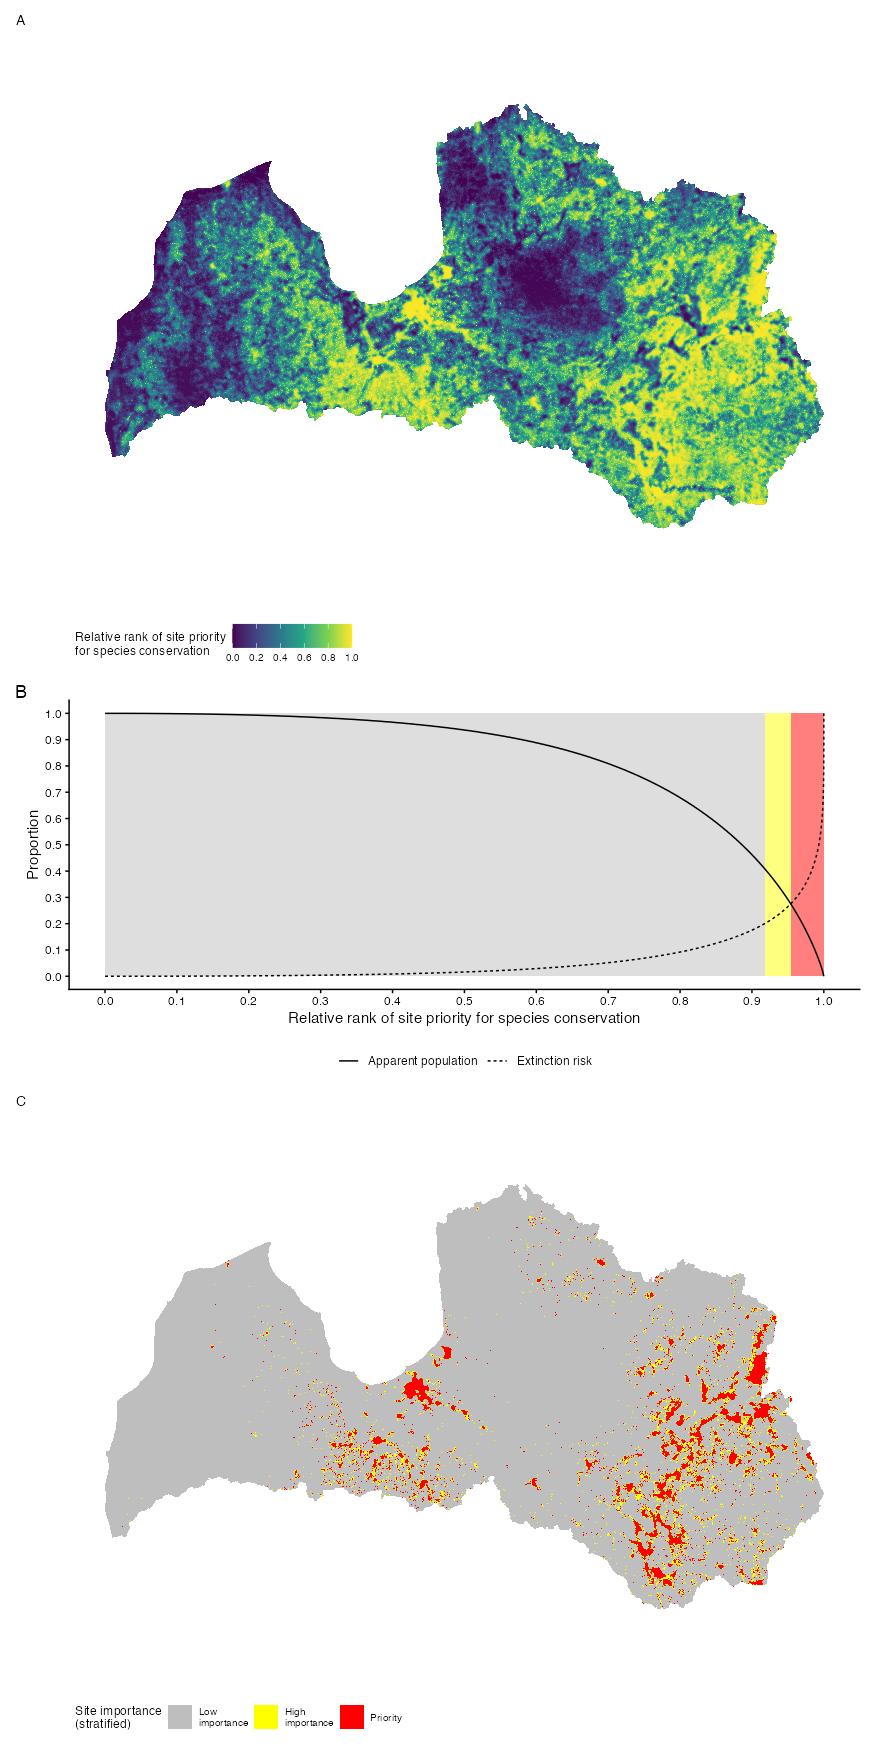 A
Relative rank of site priority
for species conservation
0.0 0.2 0.4 0.6 0.8 1.0
B
1.0
0.9
0.8
0.7
0.6
0.5
0.4
0.3
0.2
0.1
0.0
Proportion
0.0 0.1 0.2 0.3 0.4 0.5 0.6 0.7 0.8 0.9 1.0
Relative rank of site priority for species conservation
Apparent population Extinction risk
C
Site importance
(stratified)
Low
importance
High
importance
Priority